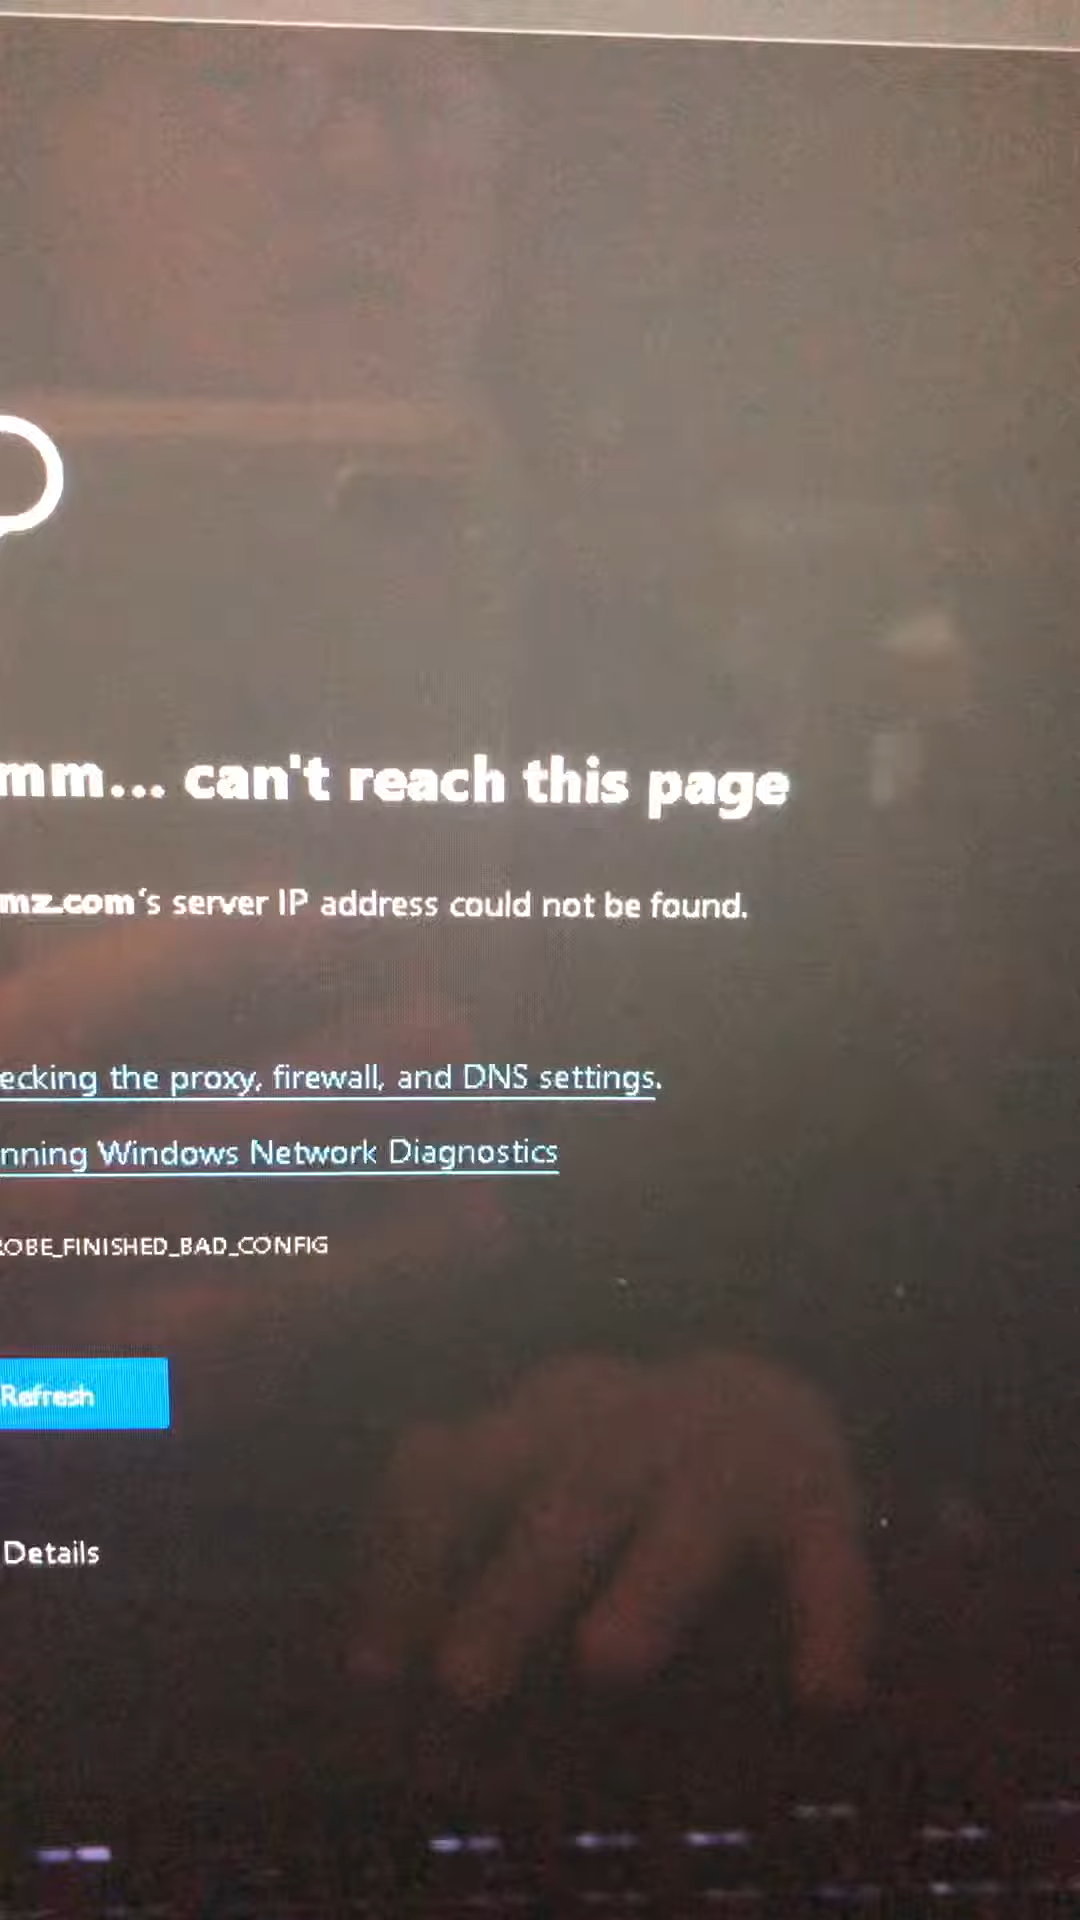 mm... can't reach this page
mz.com's server IP address could not be found.
ecking the proxy, firewall, and DNS settings.
nning Windows Network Diagnostics
ROBE_FINISHED_BAD_CONFIG
Refresh
Details